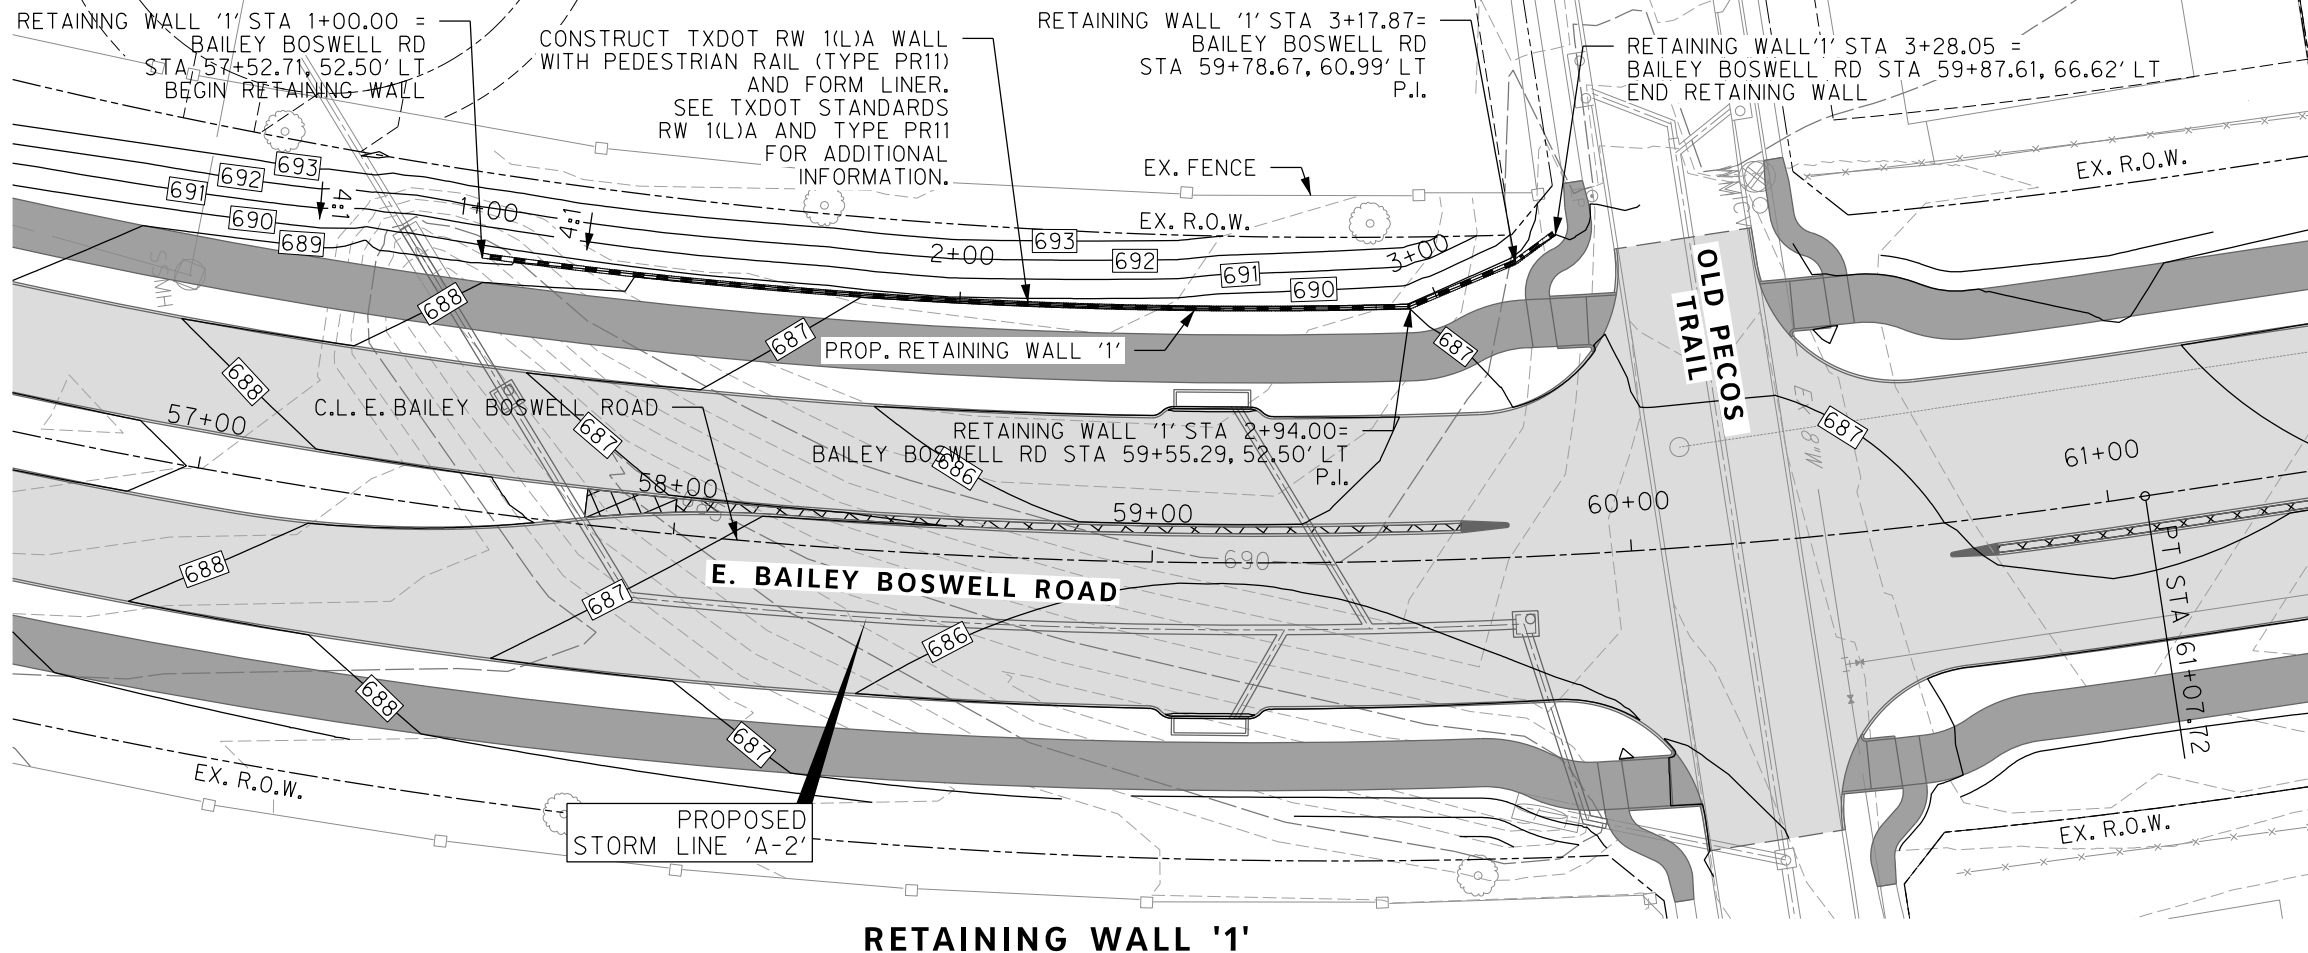 RETAINING WALL '1' STA 1+00.00 =
BAILEY BOSWELL RD
STA 57+52.71, 52.50' LT
BEGIN RETAINING WALL
CONSTRUCT TXDOT RW 1(L)A WALL
WITH PEDESTRIAN RAIL (TYPE PR11)
AND FORM LINER.
SEE TXDOT STANDARDS
RW 1(L)A AND TYPE PR11
FOR ADDITIONAL
INFORMATION.
RETAINING WALL '1' STA 3+17.87=
BAILEY BOSWELL RD
STA 59+78.67, 60.99' LT
P.I.
RETAINING WALL'1' STA 3+28.05 =
BAILEY BOSWELL RD STA 59+87.61, 66.62' LT
END RETAINING WALL
EX. FENCE
EX. R.O.W.
EX. R.O.W.
693
692
691
690
689
4:1
1+00
4:1
2+00
693
692
691
690
3+00
SSMH
688
687
PROP. RETAINING WALL '1'
687
OLD PECOS
TRAIL
688
57+00
C.L. E. BAILEY BOSWELL ROAD
687
RETAINING WALL '1' STA 2+94.00=
BAILEY BOSWELL RD STA 59+55.29, 52.50' LT
P.I.
686
58+00
59+00
60+00
61+00
Ex. 8"W
687
690
688
E. BAILEY BOSWELL ROAD
687
686
PT STA 61+07.72
688
687
EX. R.O.W.
PROPOSED
STORM LINE 'A-2'
EX. R.O.W.
RETAINING WALL '1'